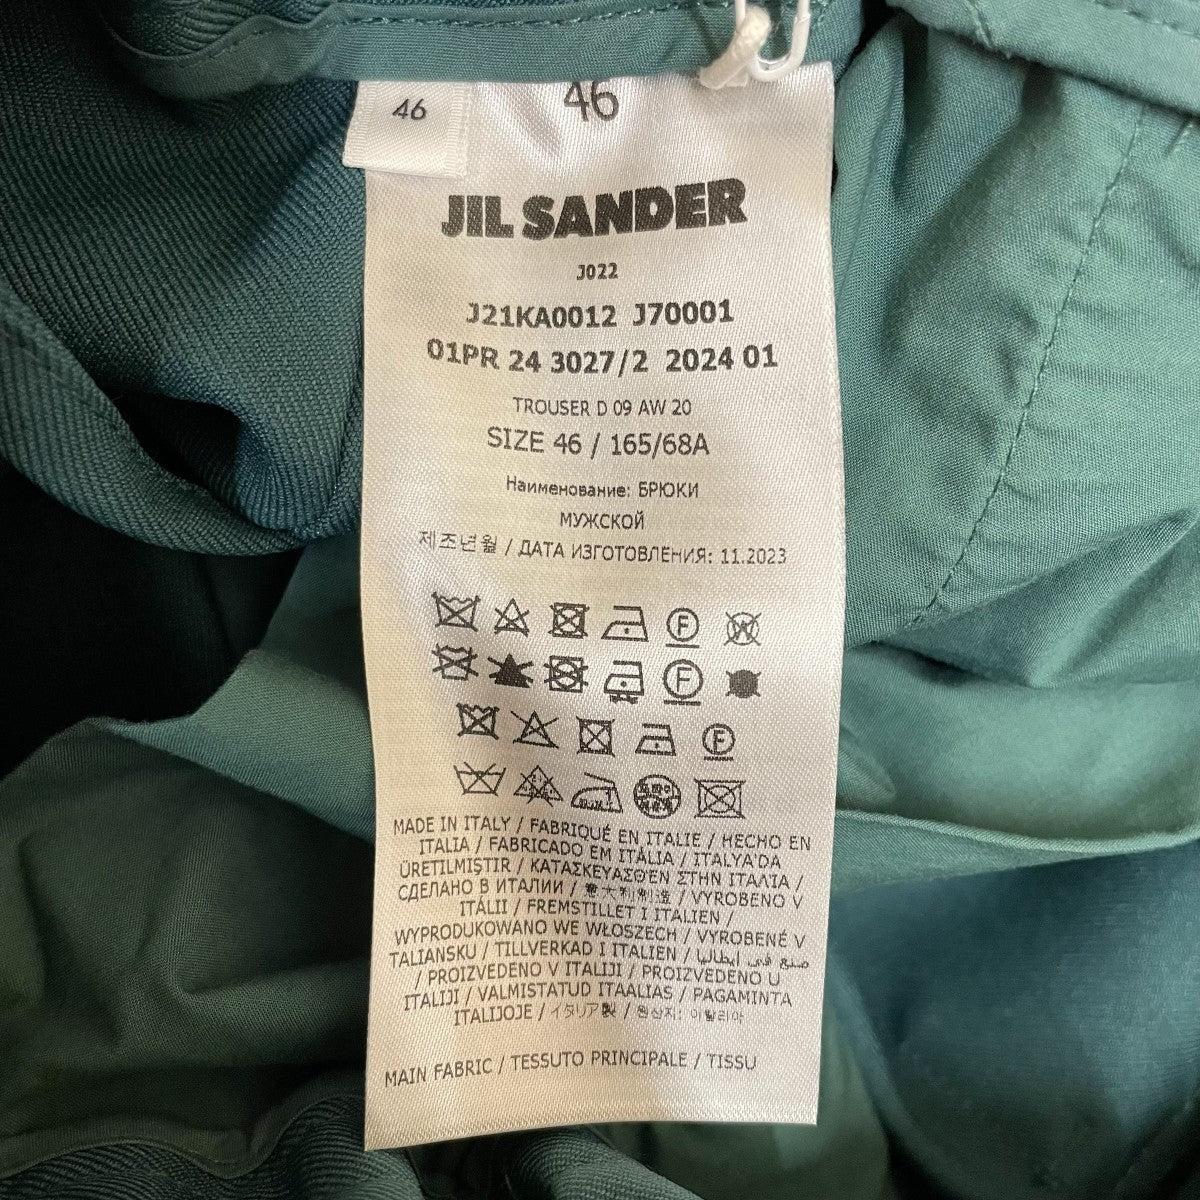 46
46
JIL SANDER
J022
J21KA0012 J70001
01PR 24 3027/2 2024 01
TROUSER D 09 AW 20
SIZE 46 / 165/68A
Наименование: БРЮКИ
МУЖСКОЙ
제조년월 / ДАТА ИЗГОТОВЛЕНИЯ: 11.2023
F W
F
F
MADE IN ITALY / FABRIQUÉ EN ITALIE / HECHO EN
ITALIA / FABRICADO EM ITÁLIA / ITALYA'DA
ÜRETILMIŞTIR / ΚΑΤΑΣΚΕΥΑΣΘΕΝ ΣΤΗΝ ΙΤΑΛΙΑ /
СДЕЛАНО В ИТАЛИИ / 意大利制造 / VYROBENO V
ITÁLII / FREMSTILLET I ITALIEN /
WYPRODUKOWANO WE WŁOSZECH / VYROBENÉ V
TALIANSKU / TILLVERKAD I ITALIEN / صنع في ايطاليا
/ PROIZVEDENO V ITALIJI / PROIZVEDENO U
ITALIJI / VALMISTATUD ITAALIAS / PAGAMINTA
ITALIJOJE / イタリア製 / 원산지: 이탈리아
MAIN FABRIC / TESSUTO PRINCIPALE / TISSU